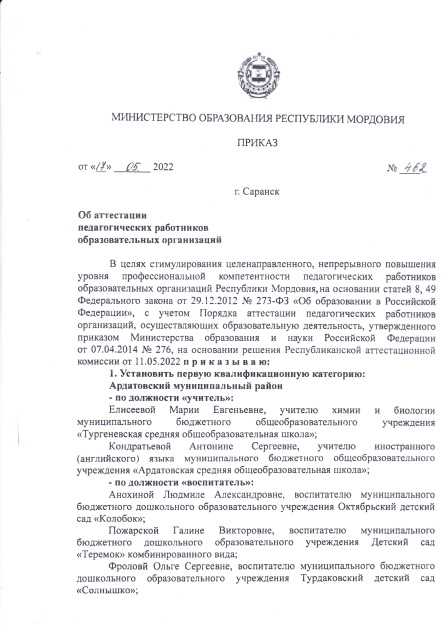 МИНИСТЕРСТВО ОБРАЗОВАНИЯ РЕСПУБЛИКИ МОРДОВИЯ
ПРИКАЗ
от «17» 05 2022 № 462
г. Саранск
Об аттестации
педагогических работников
образовательных организаций
В целях стимулирования целенаправленного, непрерывного повышения
уровня профессиональной компетентности педагогических работников
образовательных организаций Республики Мордовия, на основании статей 8, 49
Федерального закона от 29.12.2012 № 273-ФЗ «Об образовании в Российской
Федерации», с учетом Порядка аттестации педагогических работников
организаций, осуществляющих образовательную деятельность, утвержденного
приказом Министерства образования и науки Российской Федерации
от 07.04.2014 № 276, на основании решения Республиканской аттестационной
комиссии от 11.05.2022 п р и к а з ы в а ю:
1. Установить первую квалификационную категорию:
Ардатовский муниципальный район
- по должности «учитель»:
Елисеевой Марии Евгеньевне, учителю химии и биологии
муниципального бюджетного общеобразовательного учреждения
«Тургеневская средняя общеобразовательная школа»;
Кондратьевой Антонине Сергеевне, учителю иностранного
(английского) языка муниципального бюджетного общеобразовательного
учреждения «Ардатовская средняя общеобразовательная школа»;
- по должности «воспитатель»:
Анохиной Людмиле Александровне, воспитателю муниципального
бюджетного дошкольного образовательного учреждения Октябрьский детский
сад «Колобок»;
Пожарской Галине Викторовне, воспитателю муниципального
бюджетного дошкольного образовательного учреждения Детский сад
«Теремок» комбинированного вида;
Фроловй Ольге Сергеевне, воспитателю муниципального бюджетного
дошкольного образовательного учреждения Турдаковский детский сад
«Солнышко»;